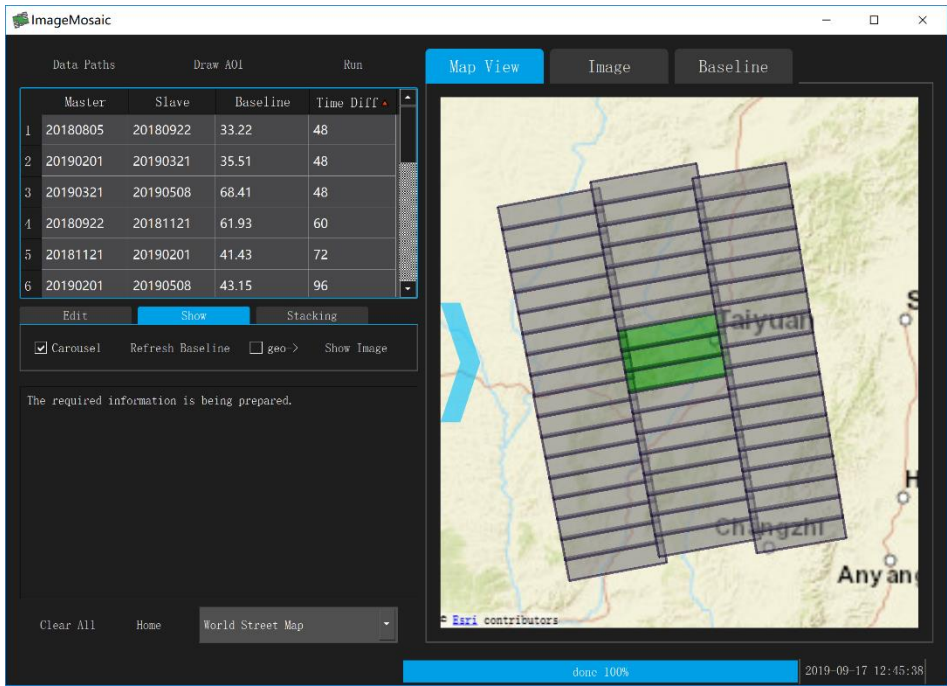 ImageMosaic
Data Paths Draw AOI Run
Map View Image Baseline
Master Slave Baseline Time Diff
1 20180805 20180922 33.22 48
2 20190201 20190321 35.51 48
3 20190321 20190508 68.41 48
4 20180922 20181121 61.93 60
5 20181121 20190201 41.43 72
6 20190201 20190508 43.15 96
Edit Show Stacking
Carousel Refresh Baseline geo-> Show Image
The required information is being prepared.
Taiyuan
S
H
Changzhi
Anyan
Clear All Home World Street Map
Esri contributors
done 100% 2019-09-17 12:45:38